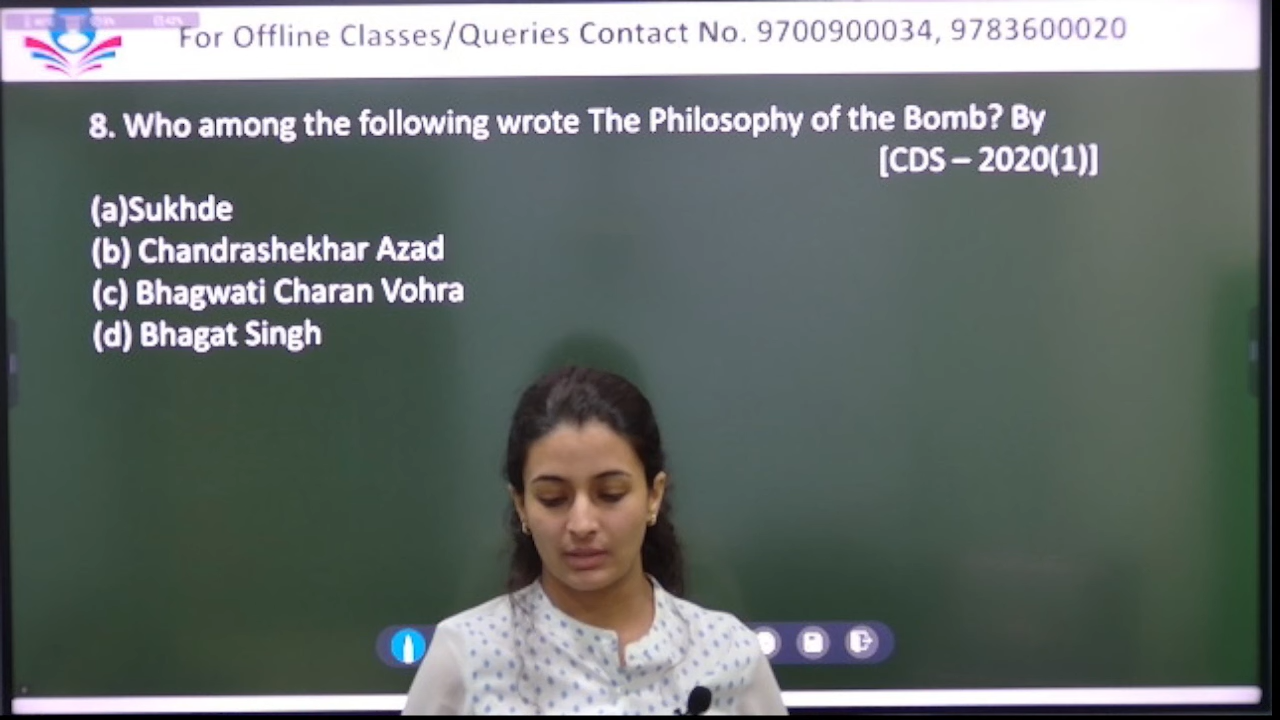 For Offline Classes/Queries Contact No. 9700900034, 9783600020
8. Who among the following wrote The Philosophy of the Bomb? By
[CDS – 2020(1)]
(a)Sukhde
(b) Chandrashekhar Azad
(c) Bhagwati Charan Vohra
(d) Bhagat Singh